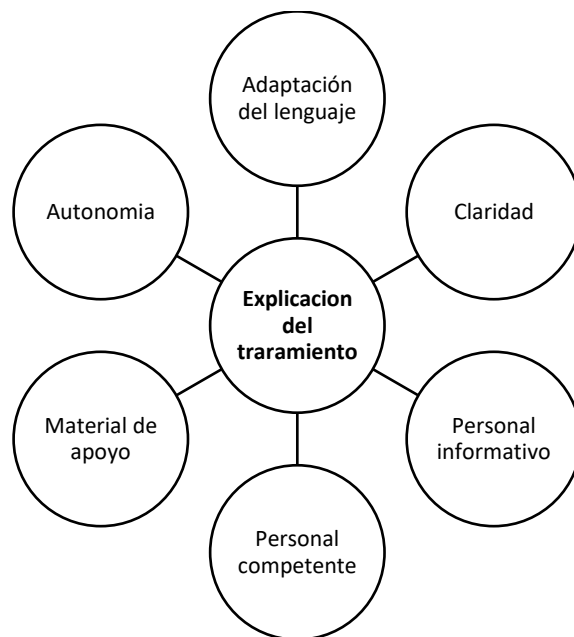 Adaptación
del lenguaje
Autonomia
Claridad
Explicacion
del
traramiento
Material de
apoyo
Personal
informativo
Personal
competente